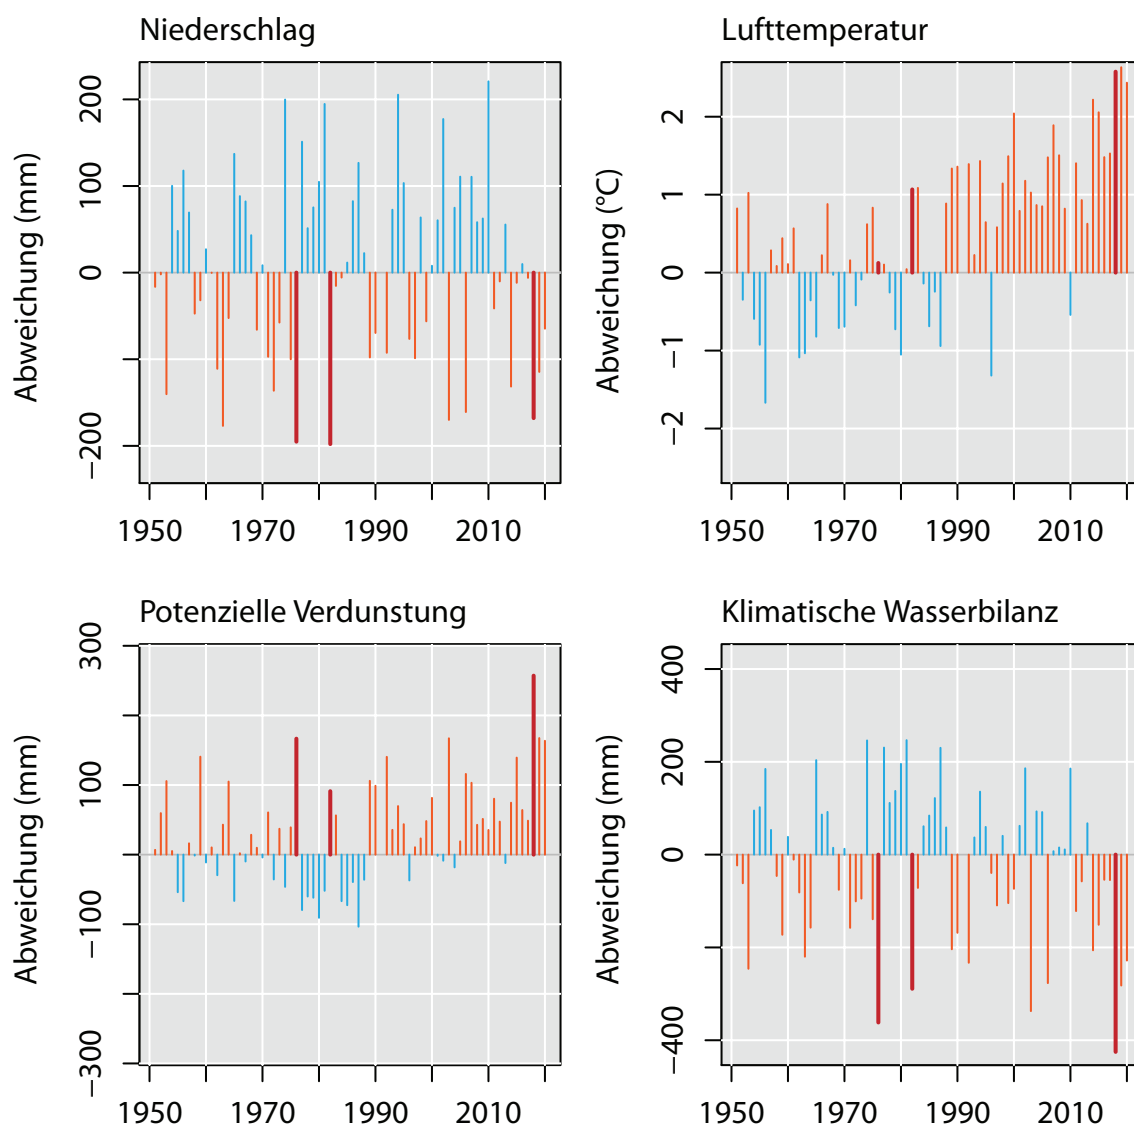 Niederschlag
Abweichung (mm)
200
100
0
−200
1950 1970 1990 2010
Lufttemperatur
Abweichung (°C)
2
1
0
−1
−2
1950 1970 1990 2010
Potenzielle Verdunstung
Abweichung (mm)
300
100
−100
−300
1950 1970 1990 2010
Klimatische Wasserbilanz
Abweichung (mm)
400
200
0
−400
1950 1970 1990 2010